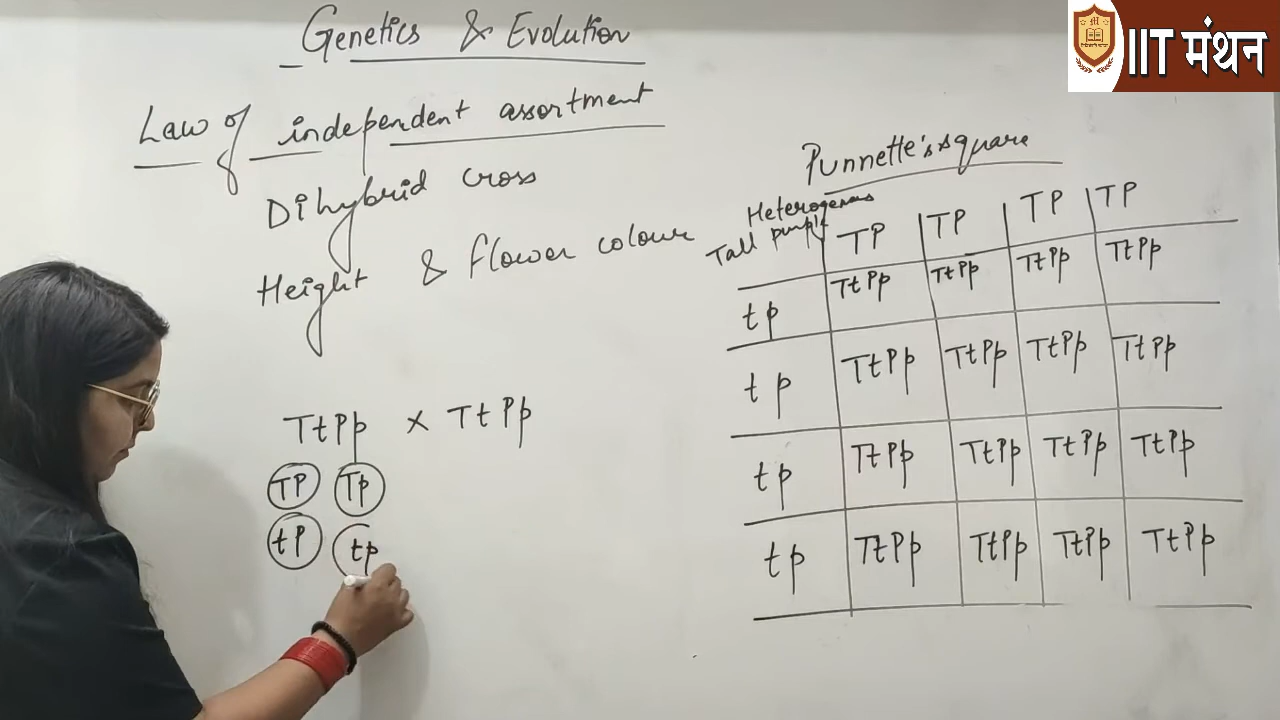 Genetics & Evolution
IIT मंथन
Law of independent assortment
Dihybrid cross
Height & flower colour
TtPp × TtPp
TP Tp
tP tp
Punnette's square
Heterogenous
Tall purple
TP TP TP TP
tp TtPp TtPp TtPp TtPp
tp TtPp TtPp TtPp TtPp
tp TtPp TtPp TtPp TtPp
tp TtPp TtPp TtPp TtPp